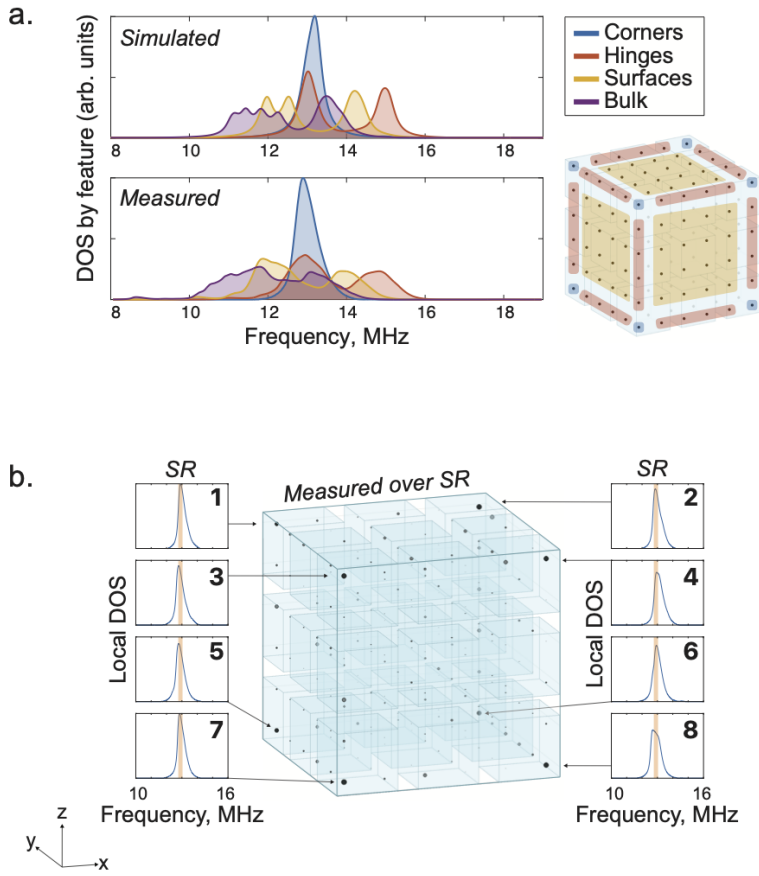 a.
Simulated
Corners
Hinges
Surfaces
Bulk
8 10 12 14 16 18
Measured
DOS by feature (arb. units)
8 10 12 14 16 18
Frequency, MHz
b.
SR
Measured over SR
SR
1
2
3
4
Local DOS
Local DOS
5
6
7
8
10 16
10 16
Frequency, MHz
Frequency, MHz
z
y
x